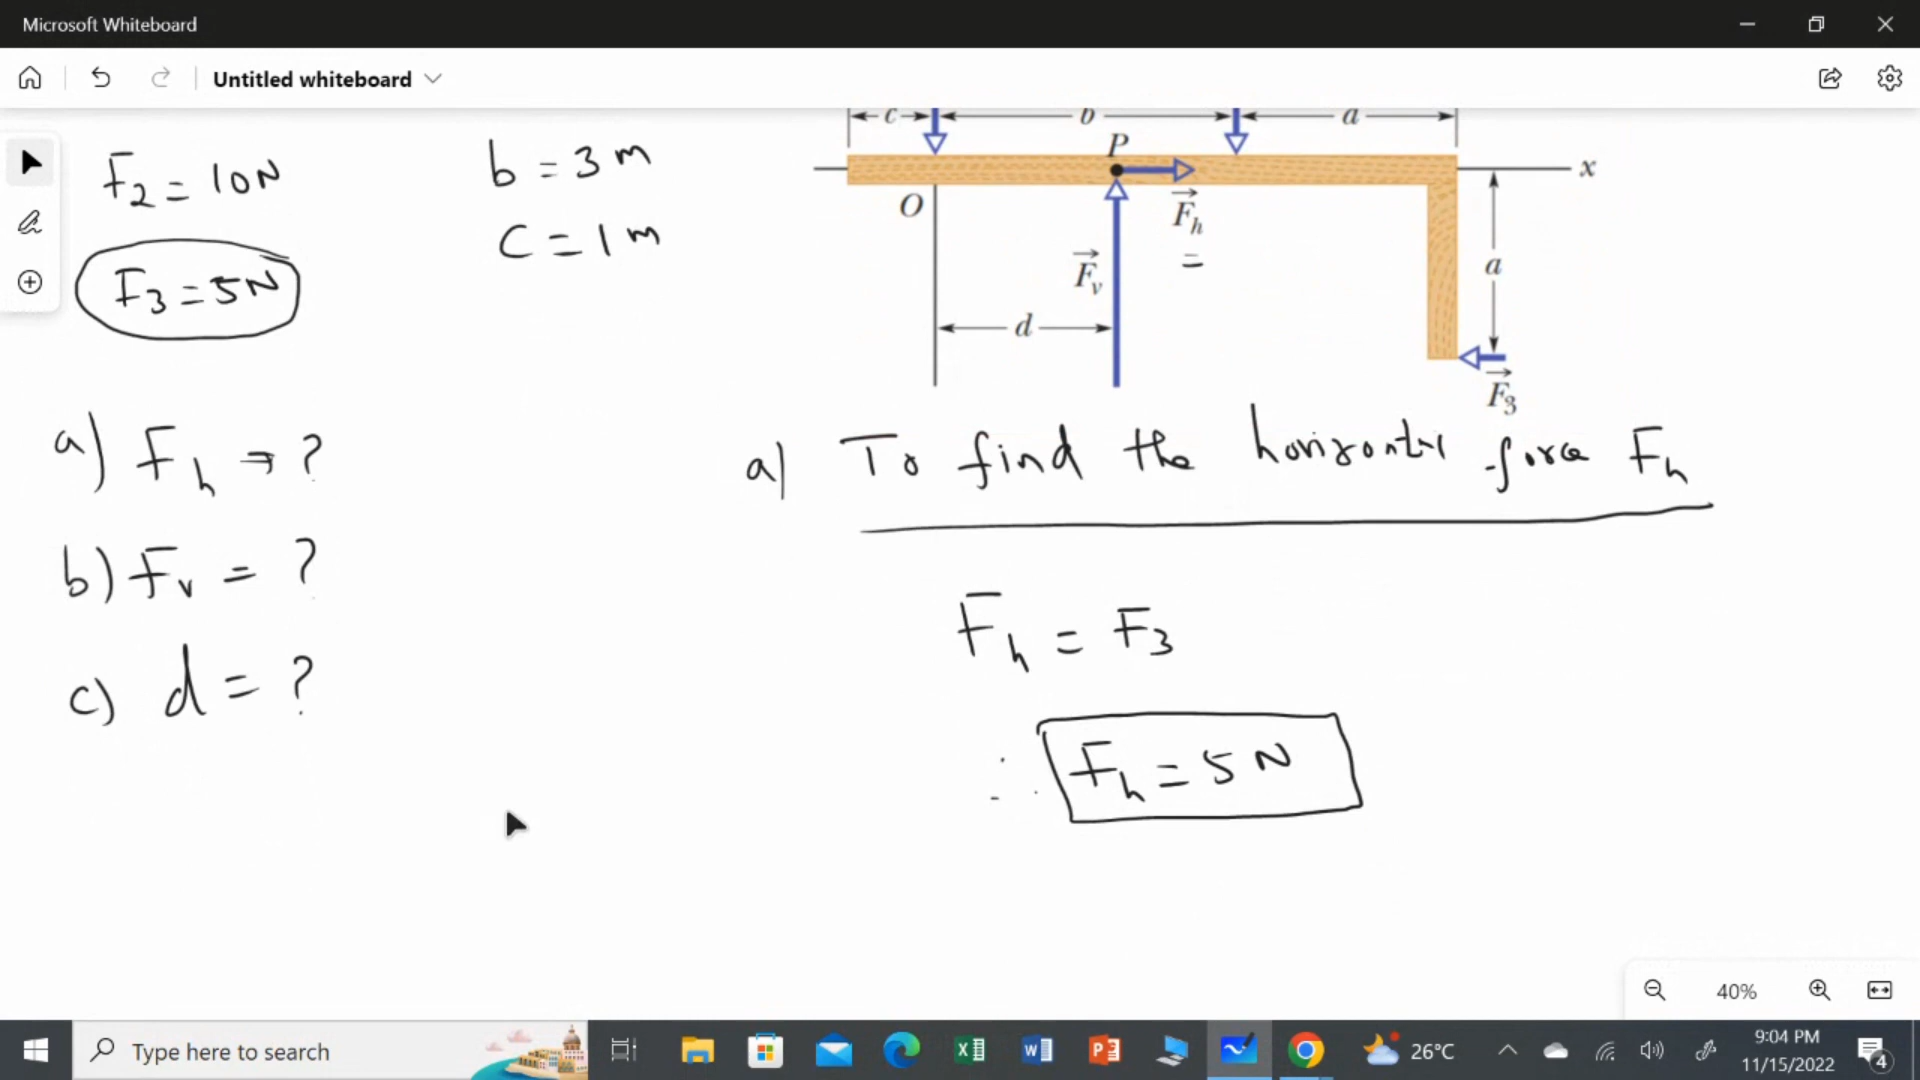 Microsoft Whiteboard
Untitled whiteboard
F2 = 10N
b = 3 m
F3 = 5N
c = 1 m
c
b
a
P
x
O
Fh
=
Fv
a
d
F3
a) Fh = ?
b) Fv = ?
c) d = ?
a) To find the horizontal force Fh
Fh = F3
∴ Fh = 5 N
40%
Type here to search
26°C
9:04 PM
11/15/2022
4